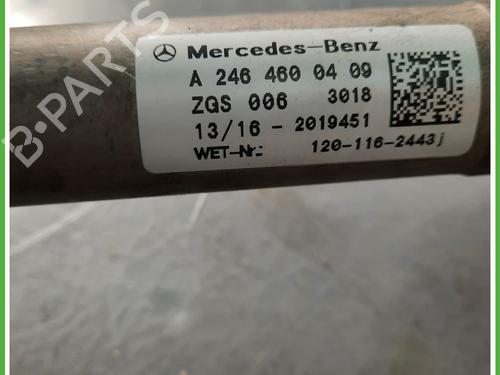 Mercedes-Benz
A 246 460 04 09
ZGS 006 3018
13/16 - 2019451
WET-Nr.: 120-116-2443j
B-PARTS